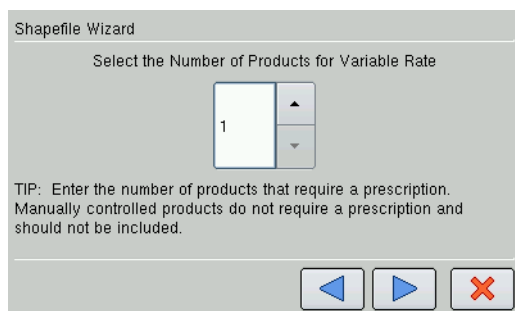 Shapefile Wizard
Select the Number of Products for Variable Rate
1
TIP:  Enter the number of products that require a prescription.
Manually controlled products do not require a prescription and
should not be included.